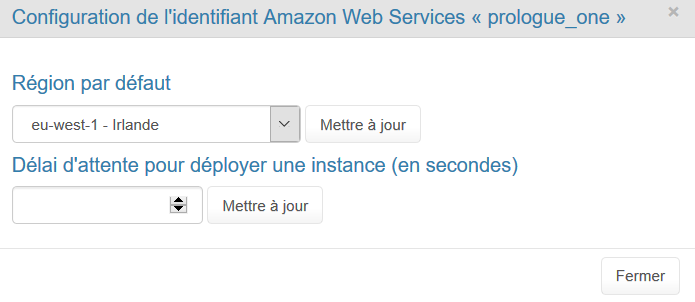 Configuration de l'identifiant Amazon Web Services « prologue_one » ×
Région par défaut
eu-west-1 - Irlande Mettre à jour
Délai d'attente pour déployer une instance (en secondes)
Mettre à jour
Fermer